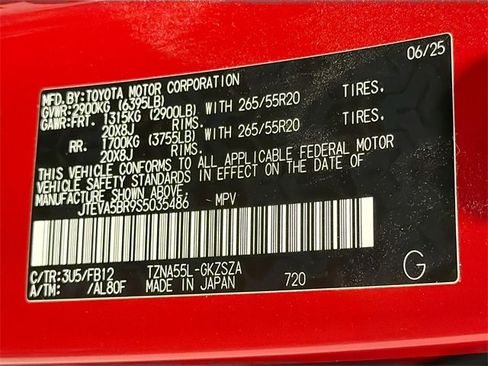 MFD.BY:TOYOTA MOTOR CORPORATION 06/25
GVWR:2900KG (6395LB)
GAWR:FRT. 1315KG (2900LB) WITH 265/55R20 TIRES.
20X8J RIMS.
RR. 1700KG (3755LB) WITH 265/55R20 TIRES.
20X8J RIMS.
THIS VEHICLE CONFORMS TO ALL APPLICABLE FEDERAL MOTOR
VEHICLE SAFETY STANDARDS IN EFFECT ON THE DATE OF
MANUFACTURE SHOWN ABOVE.
JTEVA5BR9S5035486 MPV
C/TR:3U5/FB12 TZNA55L-GKZSZA
A/TM: /AL80F MADE IN JAPAN 720 G